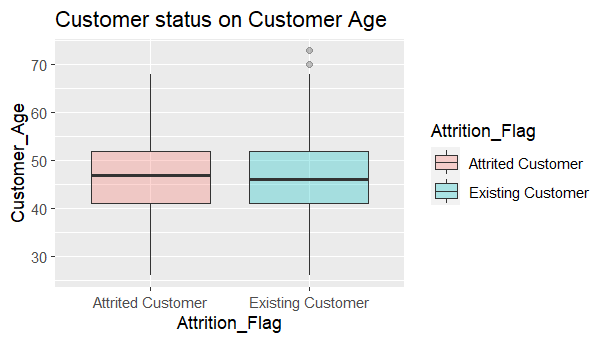 Customer status on Customer Age
Customer_Age
70
60
50
40
30
Attrited Customer
Existing Customer
Attrition_Flag
Attrition_Flag
Attrited Customer
Existing Customer